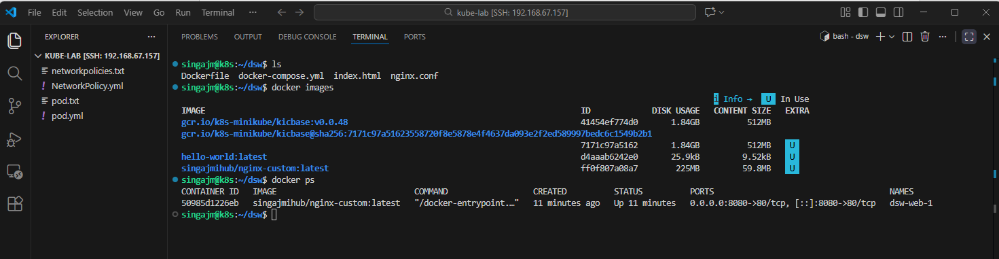 File Edit Selection View Go Run Terminal ··· kube-lab [SSH: 192.168.67.157]
EXPLORER ··· PROBLEMS OUTPUT DEBUG CONSOLE TERMINAL PORTS bash - dsw
KUBE-LAB [SSH: 192.168.67.157]
networkpolicies.txt
NetworkPolicy.yml
pod.txt
pod.yml
singajm@k8s:~/dsw$ ls
Dockerfile docker-compose.yml index.html nginx.conf
singajm@k8s:~/dsw$ docker images
i Info → U In Use
IMAGE ID DISK USAGE CONTENT SIZE EXTRA
gcr.io/k8s-minikube/kicbase:v0.0.48 41454ef774d0 1.84GB 512MB
gcr.io/k8s-minikube/kicbase@sha256:7171c97a51623558720f8e5878e4f4637da093e2f2ed589997bedc6c1549b2b1
7171c97a5162 1.84GB 512MB U
hello-world:latest d4aaab6242e0 25.9kB 9.52kB U
singajmihub/nginx-custom:latest ff0f807a08a7 225MB 59.8MB U
singajm@k8s:~/dsw$ docker ps
CONTAINER ID IMAGE COMMAND CREATED STATUS PORTS NAMES
50985d1226eb singajmihub/nginx-custom:latest "/docker-entrypoint.…" 11 minutes ago Up 11 minutes 0.0.0.0:8080->80/tcp, [::]:8080->80/tcp dsw-web-1
singajm@k8s:~/dsw$